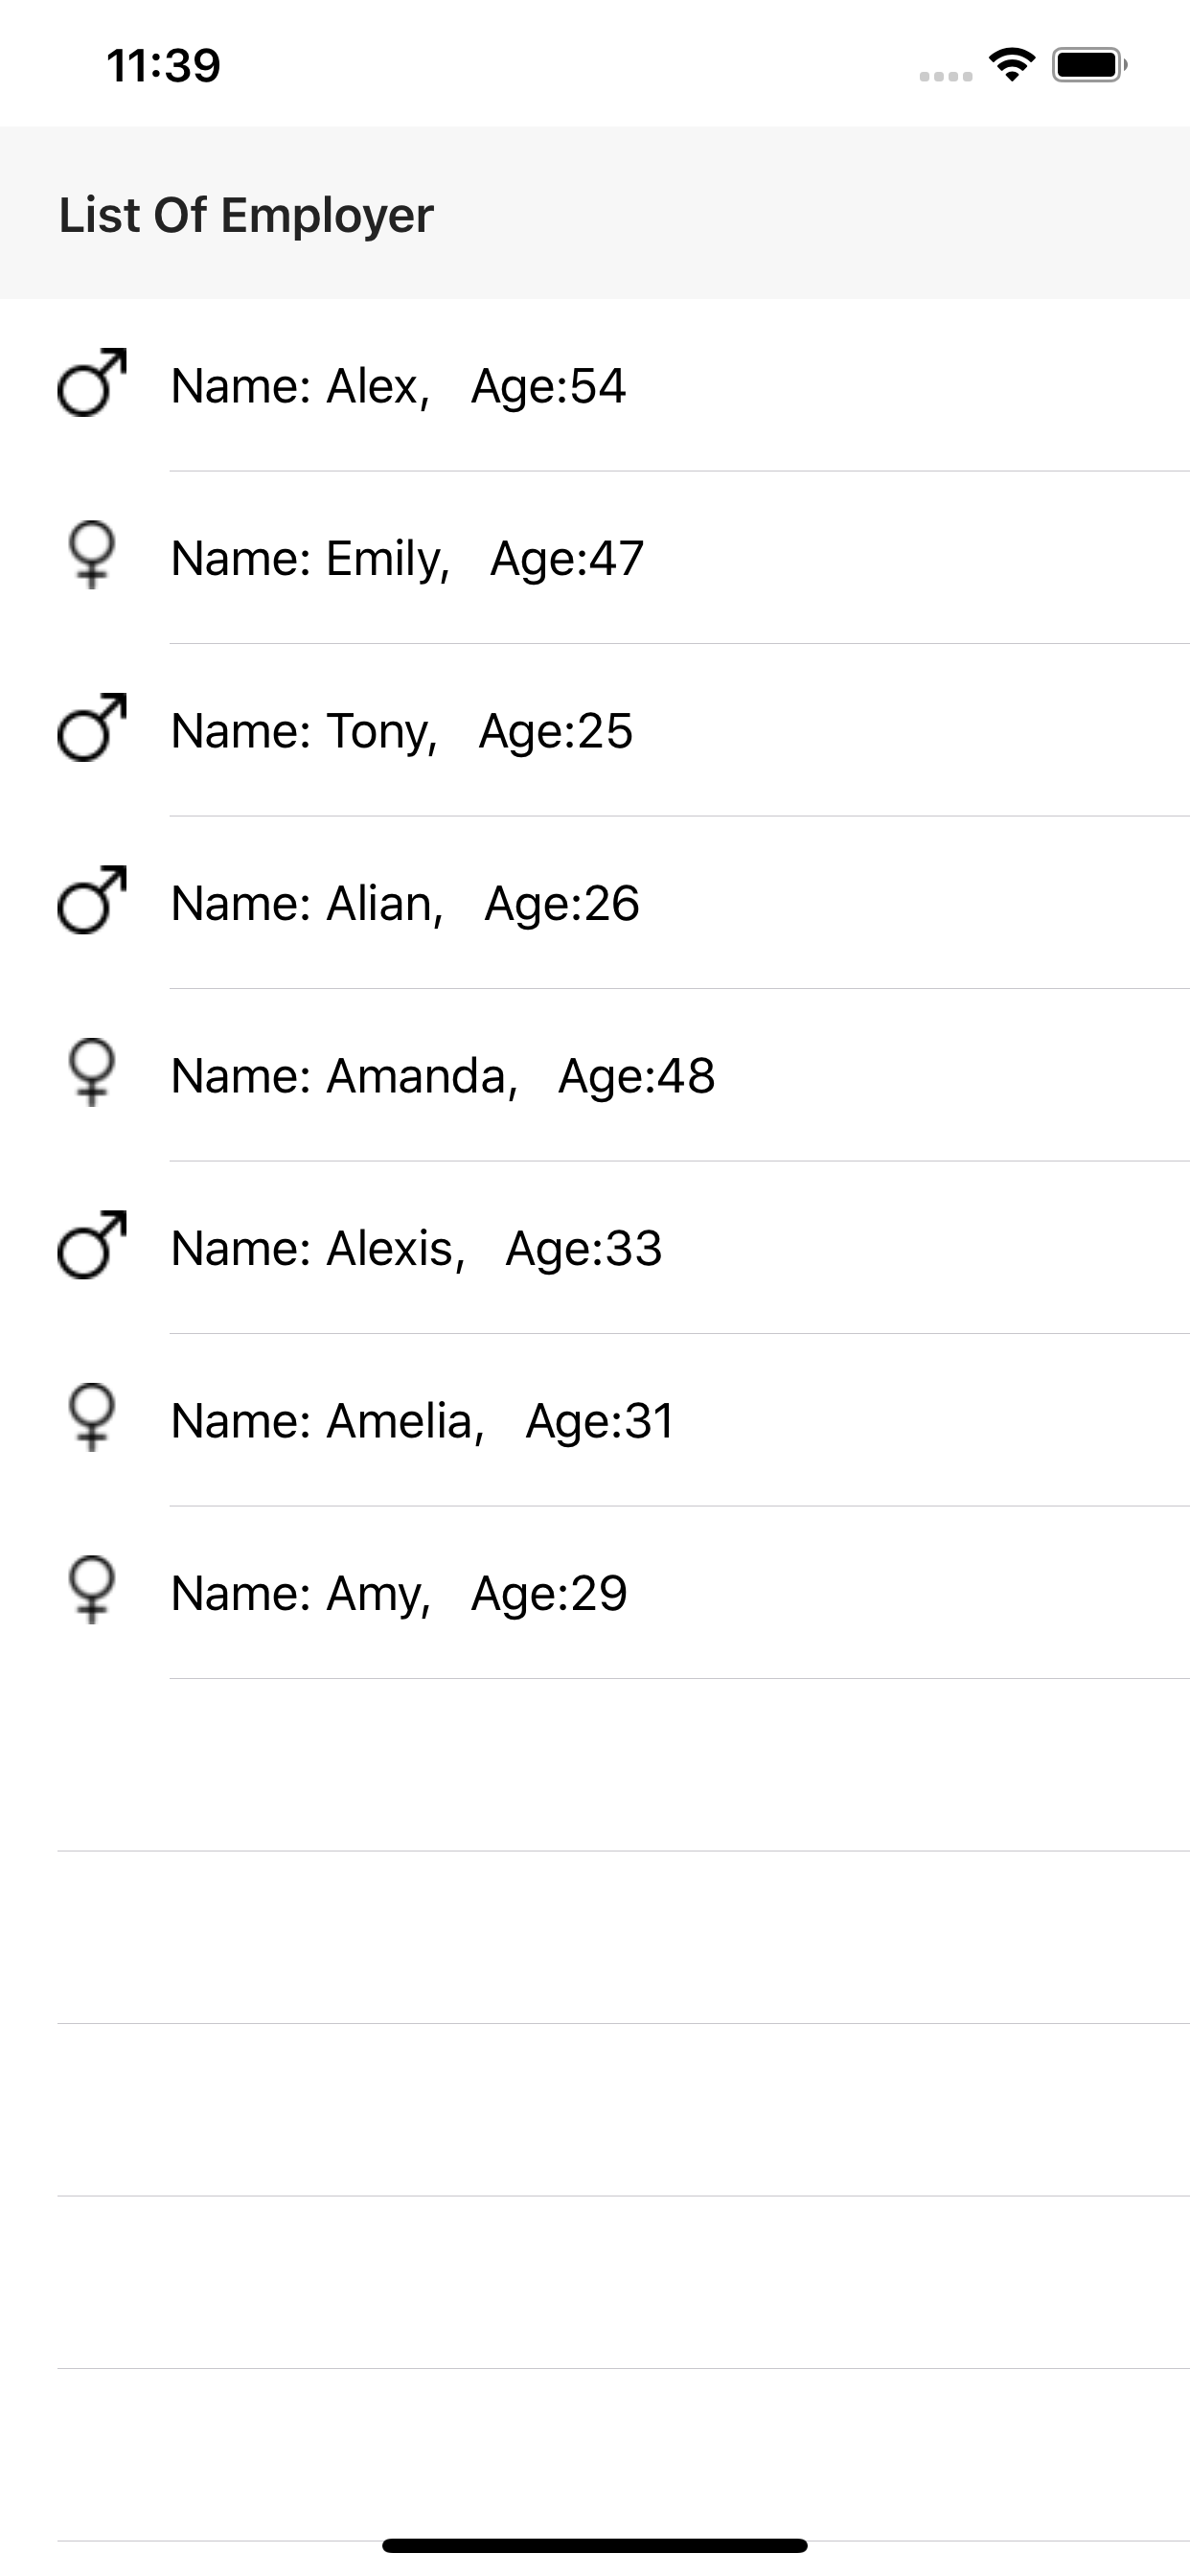 11:39
List Of Employer
♂ Name: Alex, Age:54
♀ Name: Emily, Age:47
♂ Name: Tony, Age:25
♂ Name: Alian, Age:26
♀ Name: Amanda, Age:48
♂ Name: Alexis, Age:33
♀ Name: Amelia, Age:31
♀ Name: Amy, Age:29